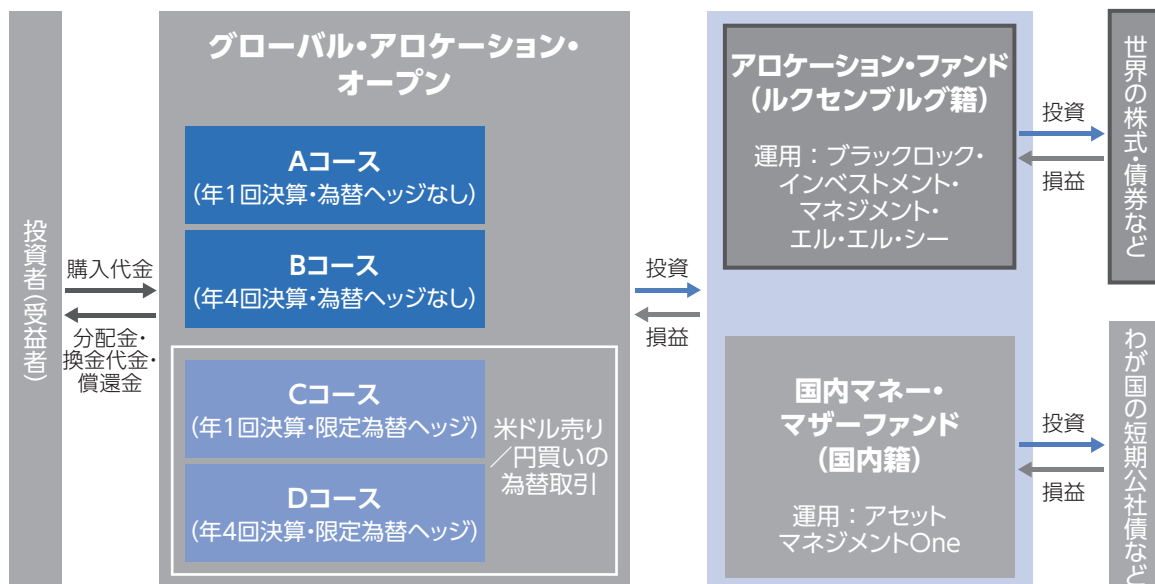 投資者(受益者)
購入代金
分配金・
換金代金・
償還金
グローバル・アロケーション・
オープン
Aコース
(年1回決算・為替ヘッジなし)
Bコース
(年4回決算・為替ヘッジなし)
Cコース
(年1回決算・限定為替ヘッジ)
Dコース
(年4回決算・限定為替ヘッジ)
米ドル売り
／円買いの
為替取引
投資
損益
アロケーション・ファンド
(ルクセンブルグ籍)
運用：ブラックロック・
インベストメント・
マネジメント・
エル・エル・シー
投資
損益
世界の株式・債券など
国内マネー・
マザーファンド
(国内籍)
運用：アセット
マネジメントOne
投資
損益
わが国の短期公社債など